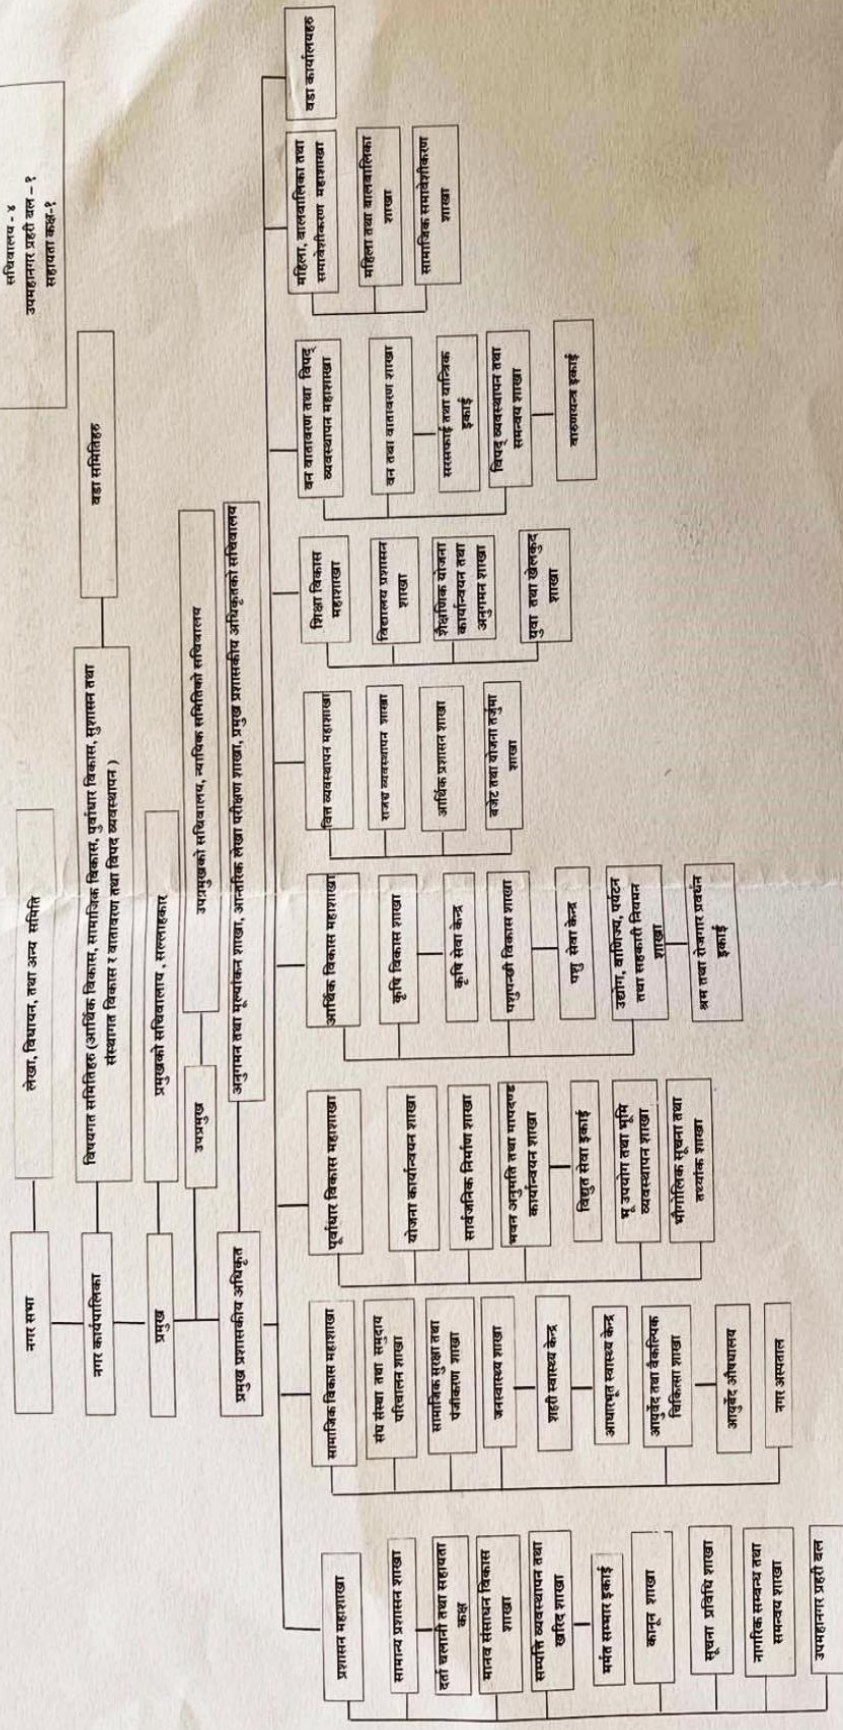 सचिवालय - ४
उपमहानगर प्रहरी बल – १
सहायता कक्ष-१
नगर सभा
लेखा, विधायन, तथा अन्य समिति
नगर कार्यपालिका
विषयगत समितिहरु (आर्थिक विकास, सामाजिक विकास, पुर्वाधार विकास, सुशासन तथा
संस्थागत विकास र वातावरण तथा विपद व्यवस्थापन )
वडा समितिहरु
प्रमुख
प्रमुखको सचिवालाय , सल्लाहकार
उपप्रमुख
उपप्रमुखको सचिवालय, न्यायिक समितिको सचिवालय
प्रमुख प्रशासकीय अधिकृत
अनुगमन तथा मूल्यांकन शाखा, आन्तरिक लेखा परीक्षण शाखा, प्रमुख प्रशासकीय अधिकृतको सचिवालय
प्रशासन महाशाखा
सामान्य प्रशासन शाखा
दर्ता चलानी तथा सहायता
कक्ष
मानव संसाधन विकास
शाखा
सम्पत्ति व्यवस्थापन तथा
खरिद शाखा
मर्मत सम्भार इकाई
कानून शाखा
सूचना प्रविधि शाखा
नागरिक सम्बन्ध तथा
समन्वय शाखा
उपमहानगर प्रहरी बल
सामाजिक विकास महाशाखा
संघ संस्था तथा समुदाय
परिचालन शाखा
सामाजिक सुरक्षा तथा
पंजीकरण शाखा
जनस्वास्थ्य शाखा
शहरी स्वास्थ्य केन्द्र
आधारभूत स्वास्थ्य केन्द्र
आयुर्वेद तथा वैकल्पिक
चिकित्सा शाखा
आयुर्वेद औषधालय
नगर अस्पताल
पूर्वाधार विकास महाशाखा
योजना कार्यान्वयन शाखा
सार्वजनिक निर्माण शाखा
भवन अनुमति तथा मापदण्ड
कार्यान्वयन शाखा
विद्युत सेवा इकाई
भू उपयोग तथा भूमि
व्यवस्थापन शाखा
भौगोलिक सूचना तथा
तथ्यांक शाखा
आर्थिक विकास महाशाखा
कृषि विकास शाखा
कृषि सेवा केन्द्र
पशुपन्छी विकास शाखा
पशु सेवा केन्द्र
उद्योग, वाणिज्य, पर्यटन
तथा सहकारी नियमन
शाखा
श्रम तथा रोजगार प्रवर्धन
इकाई
वित्त व्यवस्थापन महाशाखा
राजश्व व्यवस्थापन शाखा
आर्थिक प्रशासन शाखा
बजेट तथा योजना तर्जुमा
शाखा
शिक्षा विकास
महाशाखा
विद्यालय प्रशासन
शाखा
शैक्षणिक योजना
कार्यान्वयन तथा
अनुगमन शाखा
युवा तथा खेलकुद
शाखा
वन वातावरण तथा विपद्
व्यवस्थापन महाशाखा
वन तथा वातावरण शाखा
सरसफाई तथा यान्त्रिक
इकाई
विपद् व्यवस्थापन तथा
समन्वय शाखा
वारुणयन्त्र इकाई
महिला, बालबालिका तथा
समावेशीकरण महाशाखा
महिला तथा बालबालिका
शाखा
सामाजिक समावेशीकरण
शाखा
वडा कार्यालयहरु